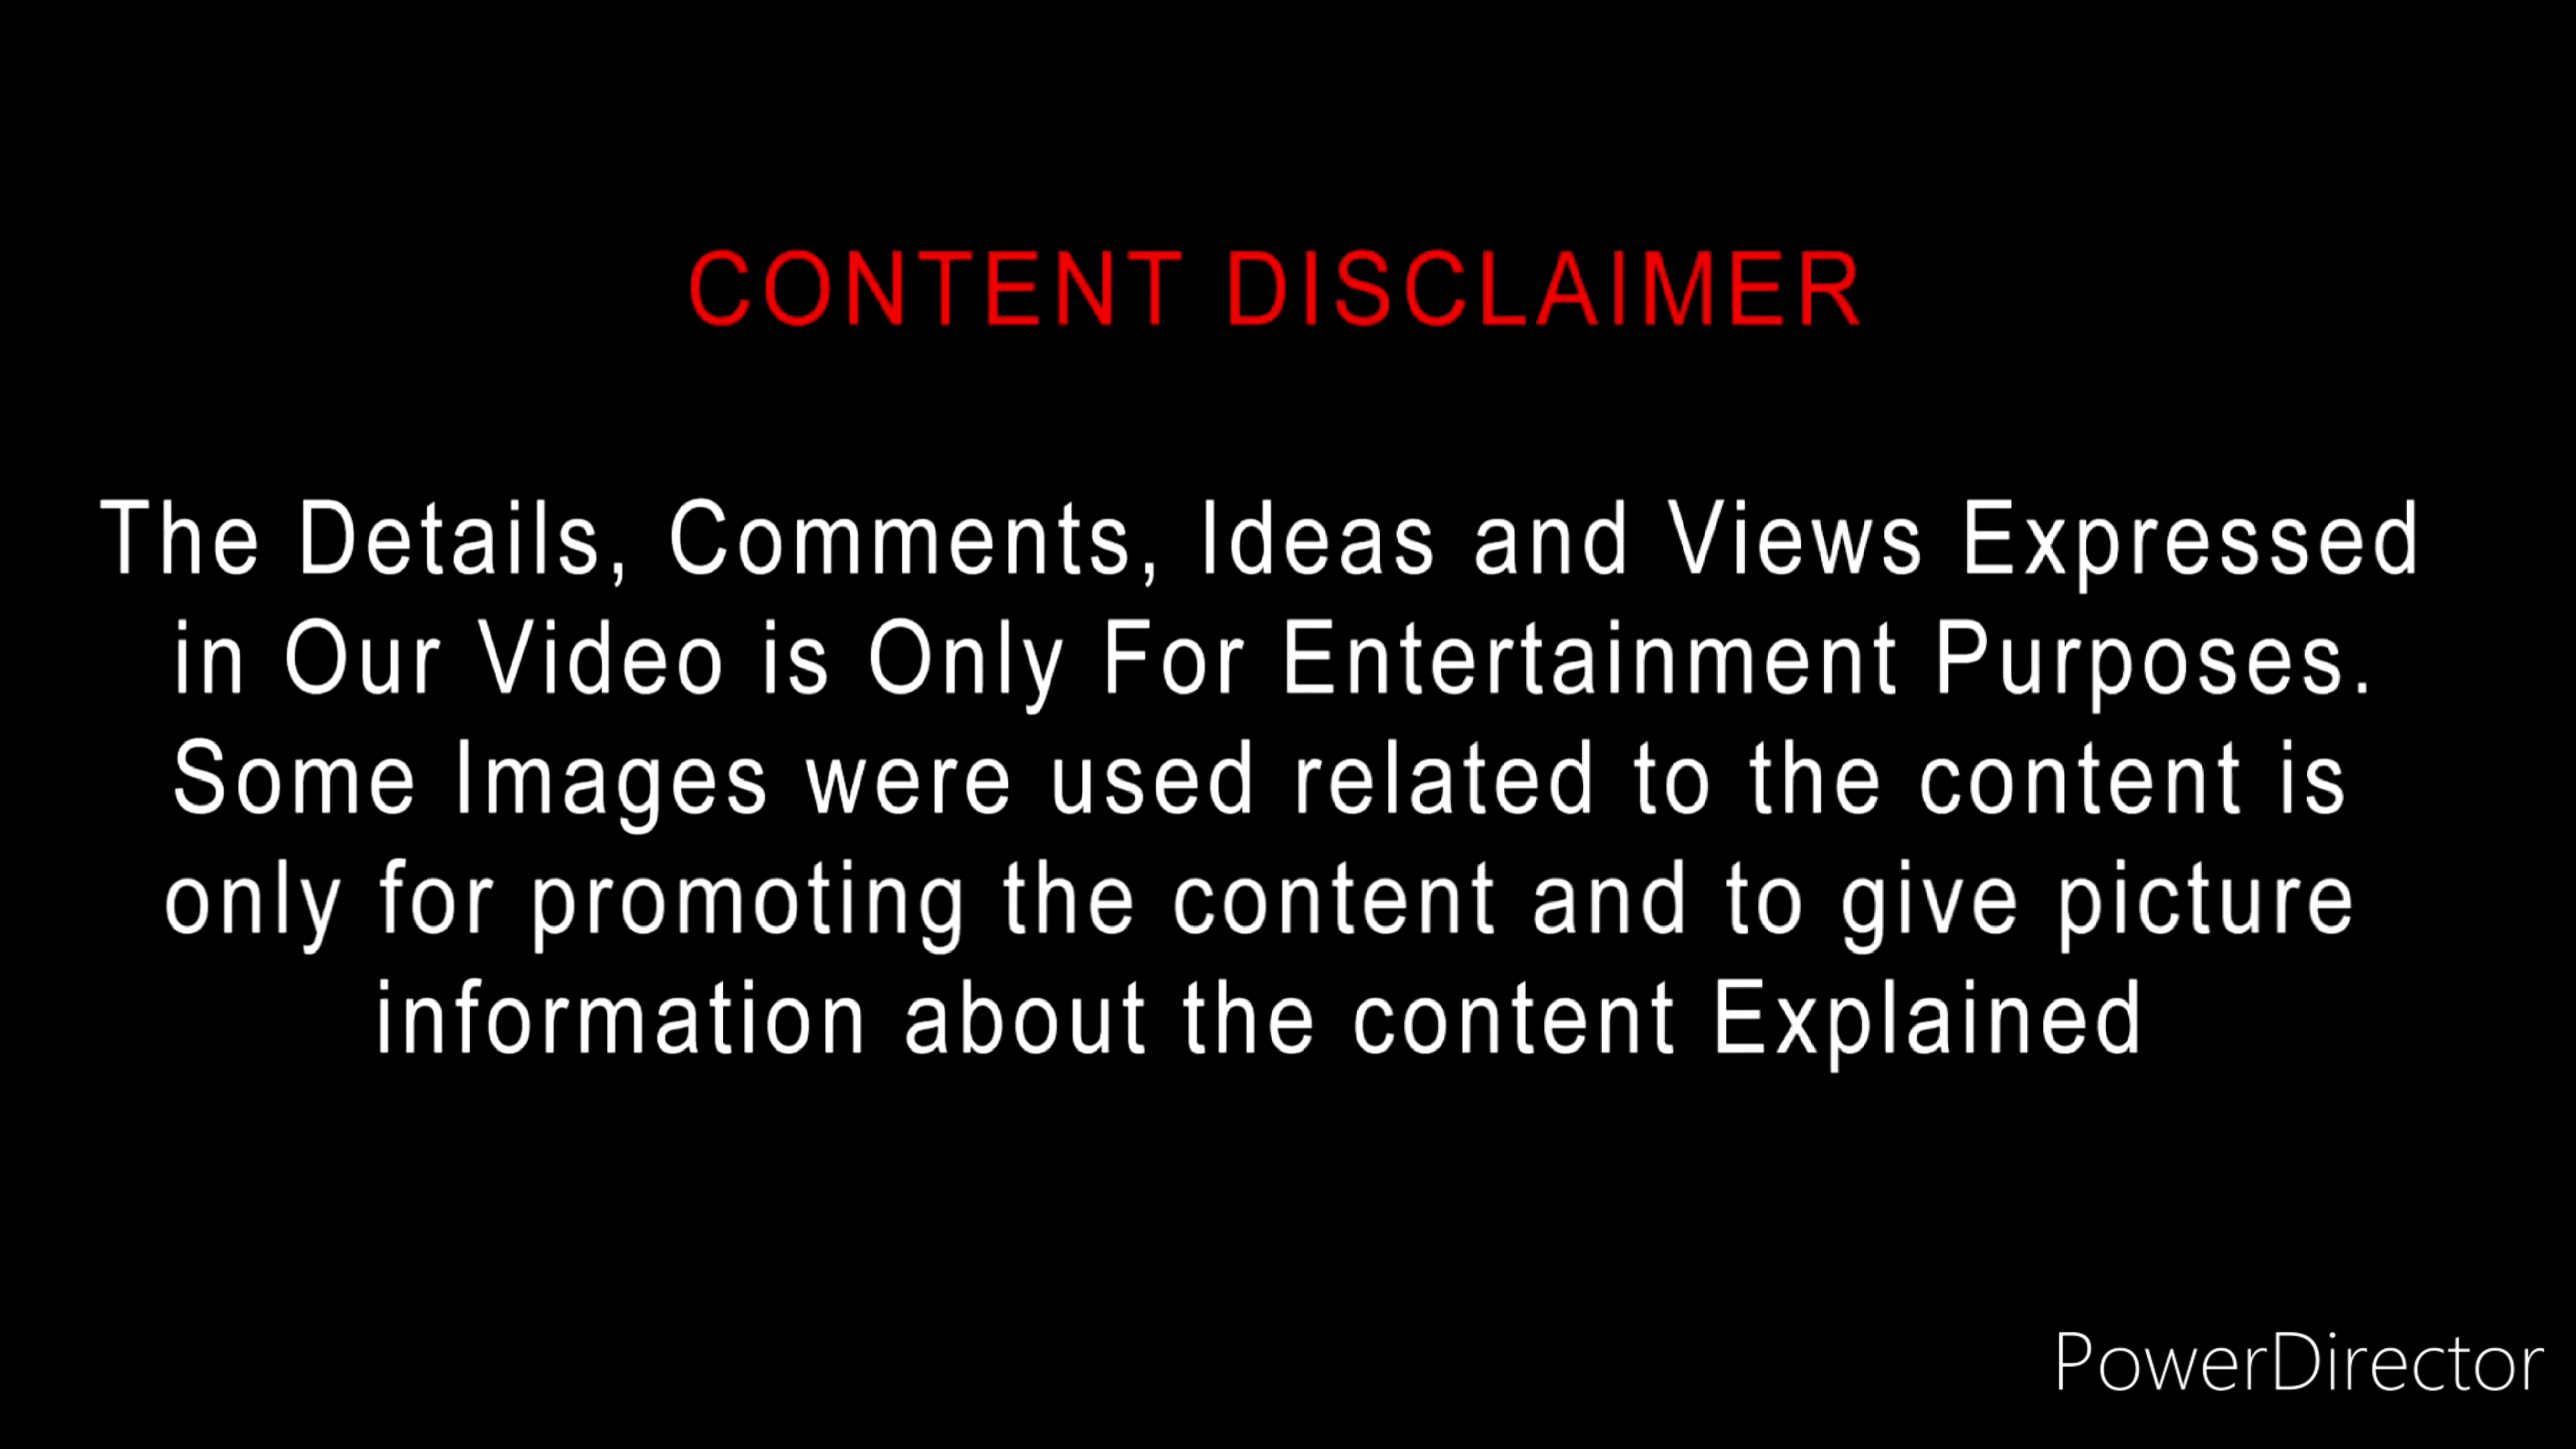 CONTENT DISCLAIMER
The Details, Comments, Ideas and Views Expressed
in Our Video is Only For Entertainment Purposes.
Some Images were used related to the content is
only for promoting the content and to give picture
information about the content Explained
PowerDirector